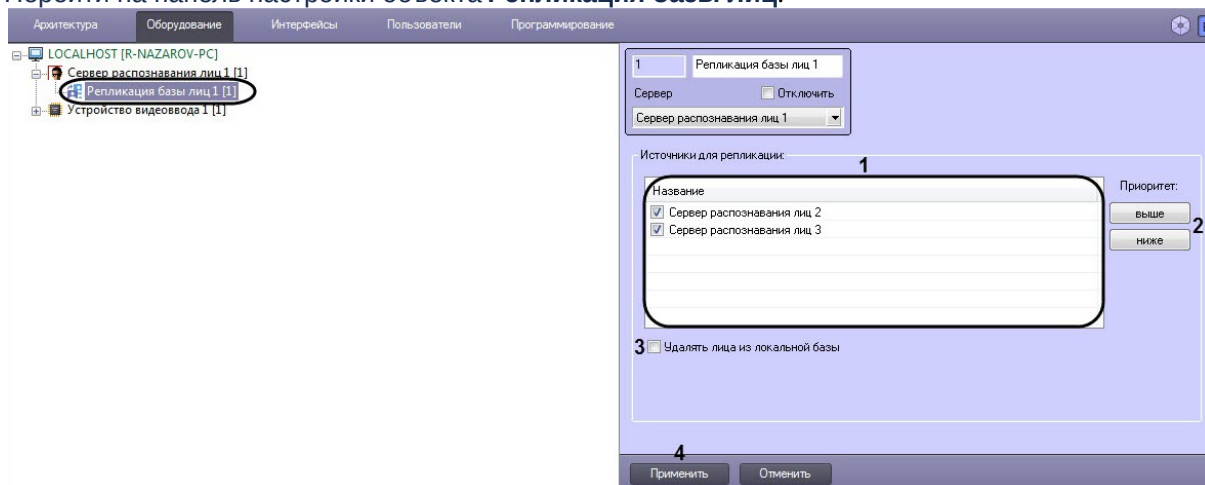 Перейти на панель настройки объекта Репликация базы лиц.
Архитектура Оборудование Интерфейсы Пользователи Программирование
LOCALHOST [R-NAZAROV-PC]
Сервер распознавания лиц 1 [1]
Репликация базы лиц 1 [1]
Устройство видеоввода 1 [1]
1 Репликация базы лиц 1
Сервер Отключить
Сервер распознавания лиц 1
Источники для репликации:
1
Название
Сервер распознавания лиц 2
Сервер распознавания лиц 3
Приоритет:
выше
2
ниже
3 Удалять лица из локальной базы
4
Применить Отменить